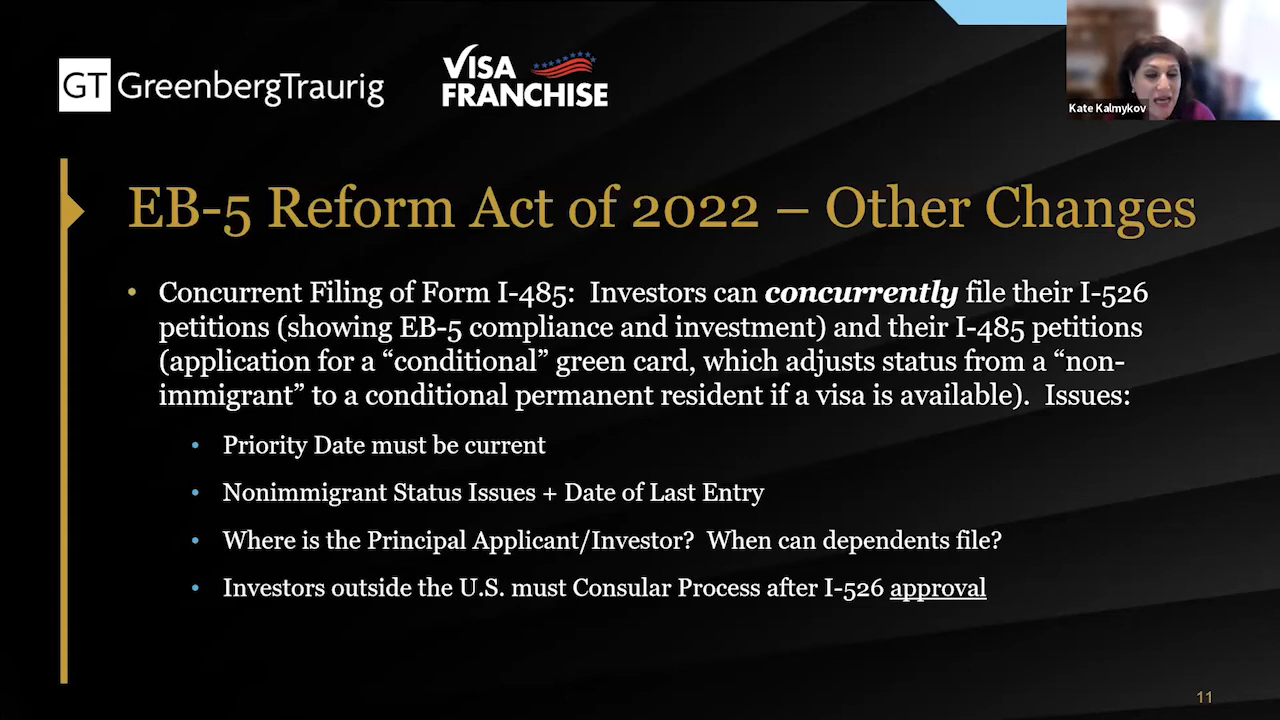 GT GreenbergTraurig
VISA
FRANCHISE
Kate Kalmykov
EB-5 Reform Act of 2022 – Other Changes
• Concurrent Filing of Form I-485:  Investors can concurrently file their I-526
petitions (showing EB-5 compliance and investment) and their I-485 petitions
(application for a “conditional” green card, which adjusts status from a “non-
immigrant” to a conditional permanent resident if a visa is available).  Issues:
• Priority Date must be current
• Nonimmigrant Status Issues + Date of Last Entry
• Where is the Principal Applicant/Investor?  When can dependents file?
• Investors outside the U.S. must Consular Process after I-526 approval
11